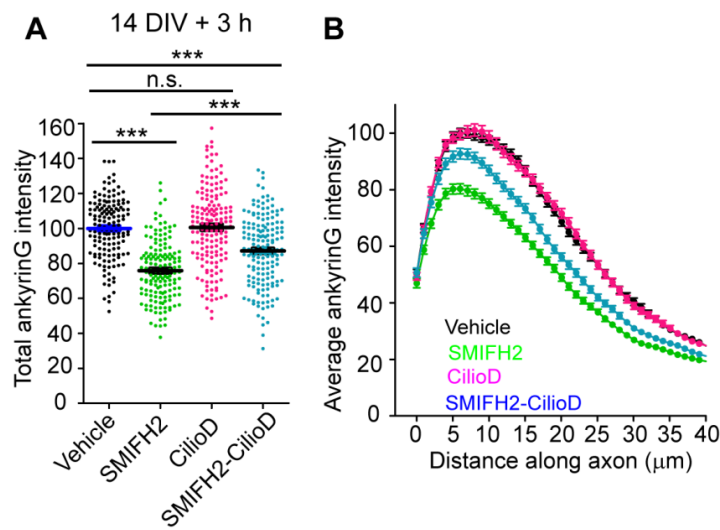 A
14 DIV + 3 h
***
n.s.
***
***
Total ankyrinG intensity
160
140
120
100
80
60
40
20
0
Vehicle
SMIFH2
CilioD
SMIFH2-CilioD
B
Average ankyrinG intensity
100
80
60
40
20
0
Vehicle
SMIFH2
CilioD
SMIFH2-CilioD
0 5 10 15 20 25 30 35 40
Distance along axon (μm)